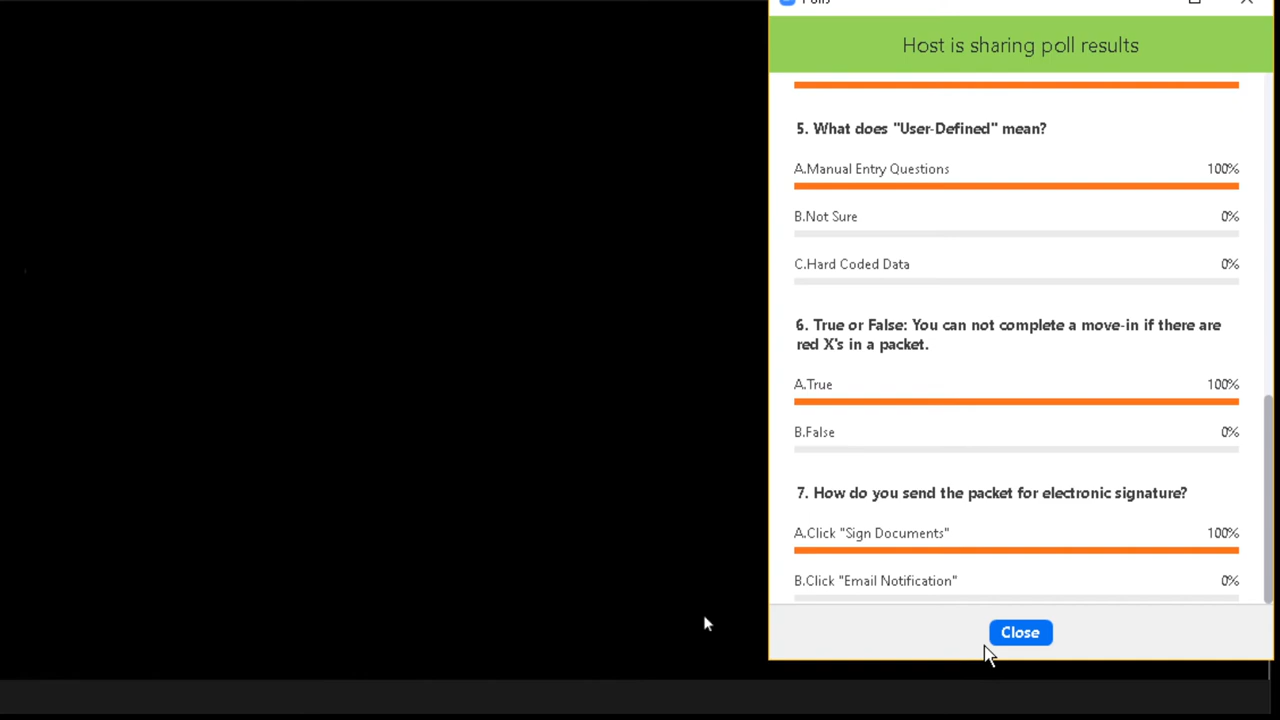 Polls
Host is sharing poll results
5. What does "User-Defined" mean?
A.Manual Entry Questions 100%
B.Not Sure 0%
C.Hard Coded Data 0%
6. True or False: You can not complete a move-in if there are
red X's in a packet.
A.True 100%
B.False 0%
7. How do you send the packet for electronic signature?
A.Click "Sign Documents" 100%
B.Click "Email Notification" 0%
Close